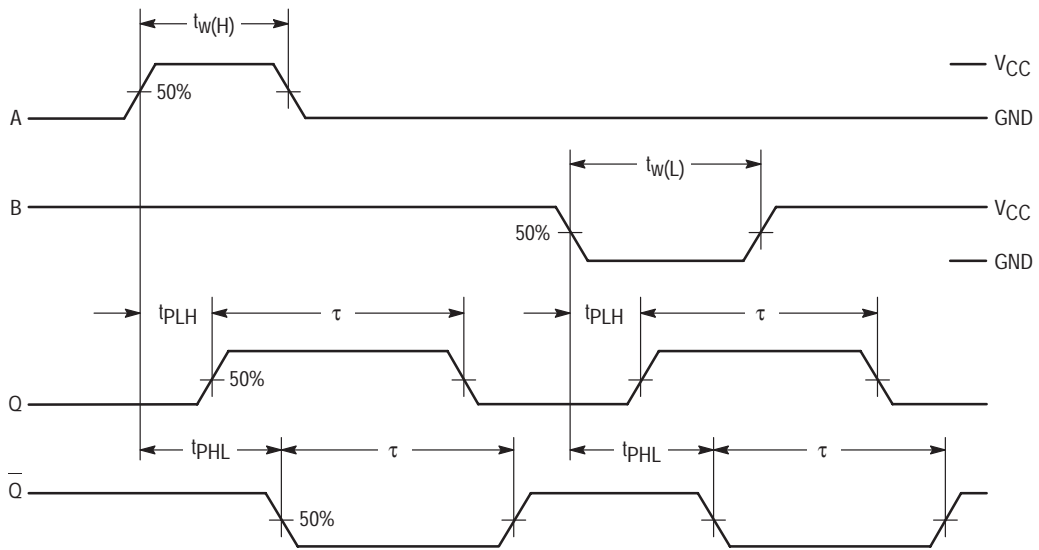 tw(H)
VCC
50%
A
GND
tw(L)
B
VCC
50%
GND
tPLH
τ
tPLH
τ
50%
Q
tPHL
τ
tPHL
τ
Q̅
50%